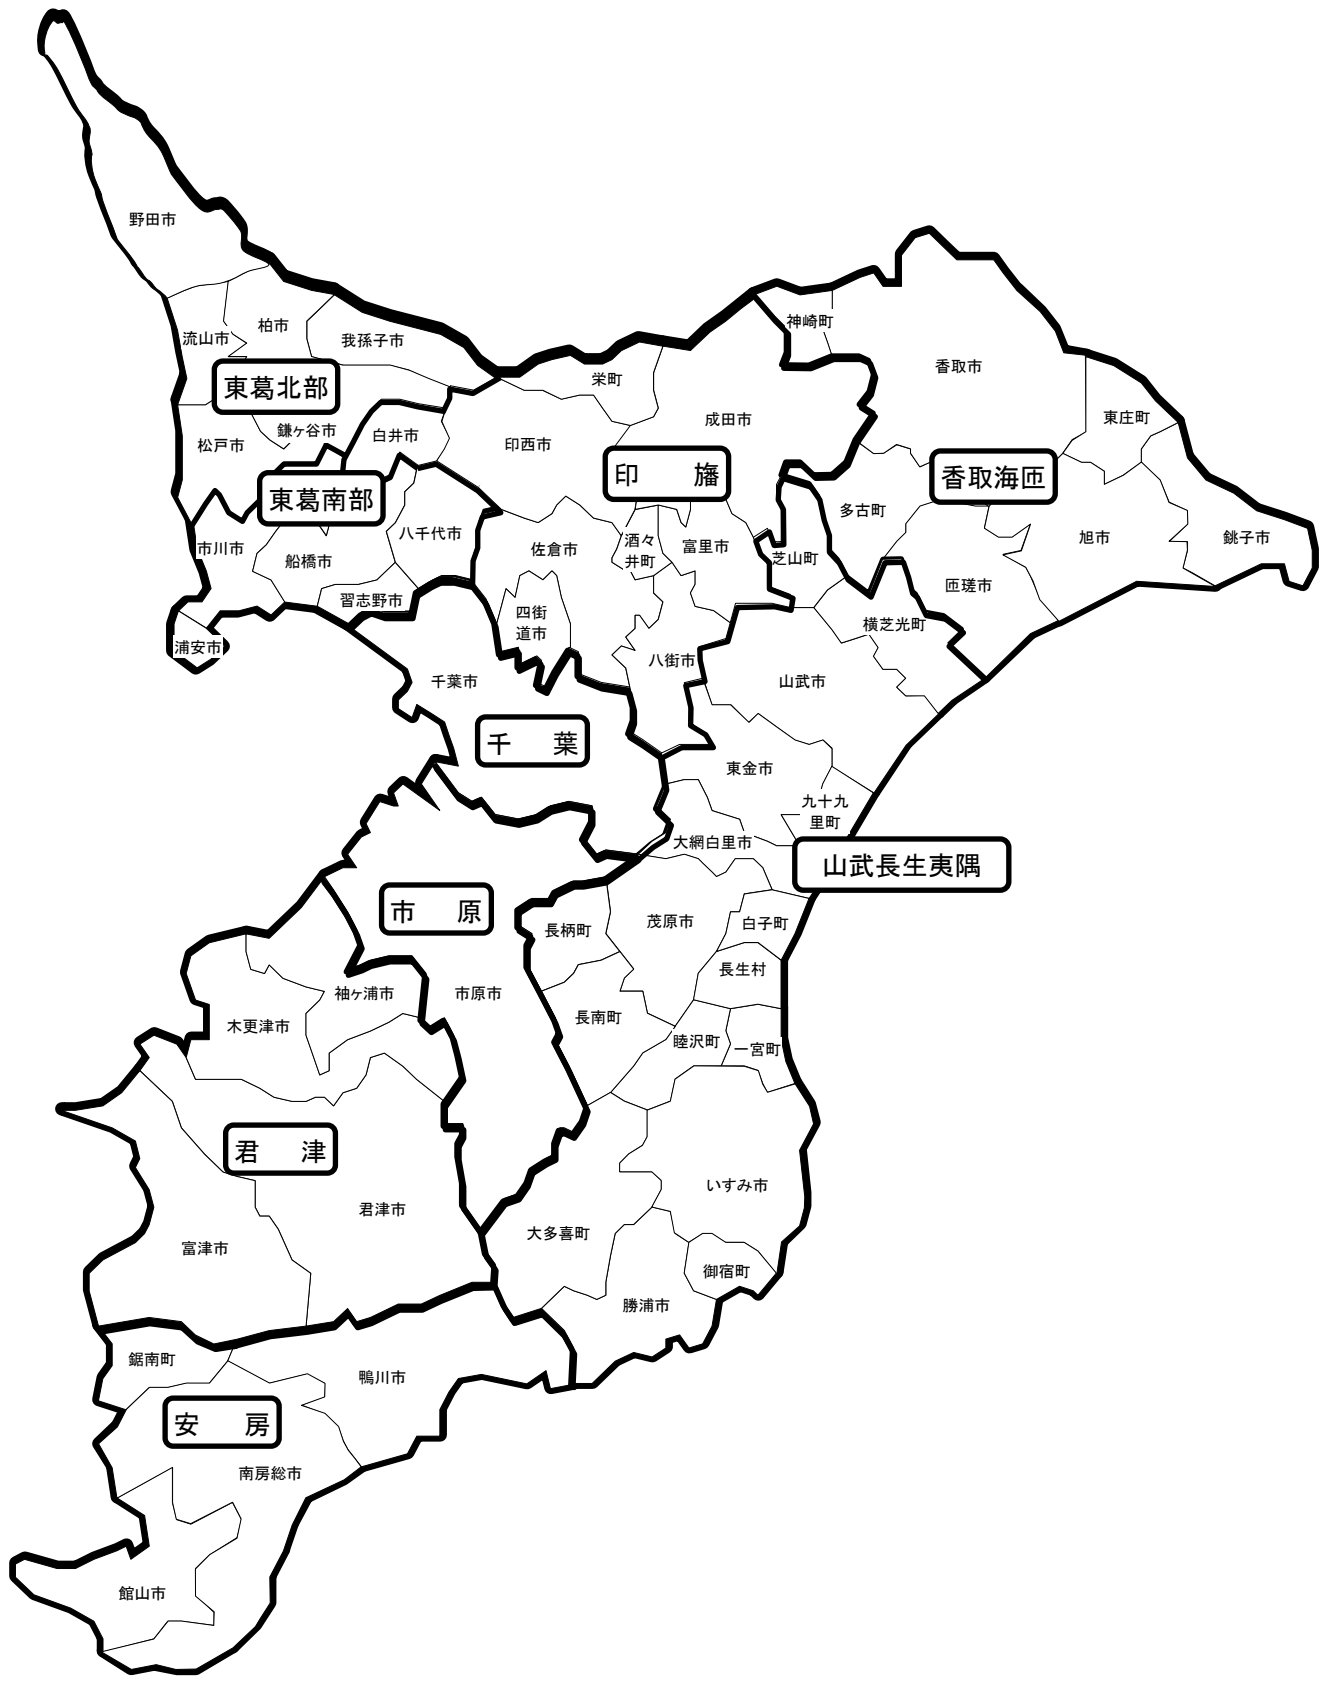 野田市
流山市
柏市
我孫子市
東葛北部
松戸市
鎌ヶ谷市
白井市
東葛南部
市川市
船橋市
八千代市
習志野市
浦安市
神崎町
香取市
東庄町
栄町
成田市
印西市
印 旛
香取海匝
多古町
旭市
銚子市
匝瑳市
佐倉市
酒々
井町
富里市
芝山町
四街
道市
八街市
横芝光町
山武市
千葉市
千 葉
東金市
九十九
里町
大網白里市
山武長生夷隅
市 原
市原市
長柄町
茂原市
白子町
長生村
長南町
睦沢町
一宮町
袖ヶ浦市
木更津市
君 津
君津市
富津市
いすみ市
大多喜町
御宿町
勝浦市
鋸南町
鴨川市
安 房
南房総市
館山市